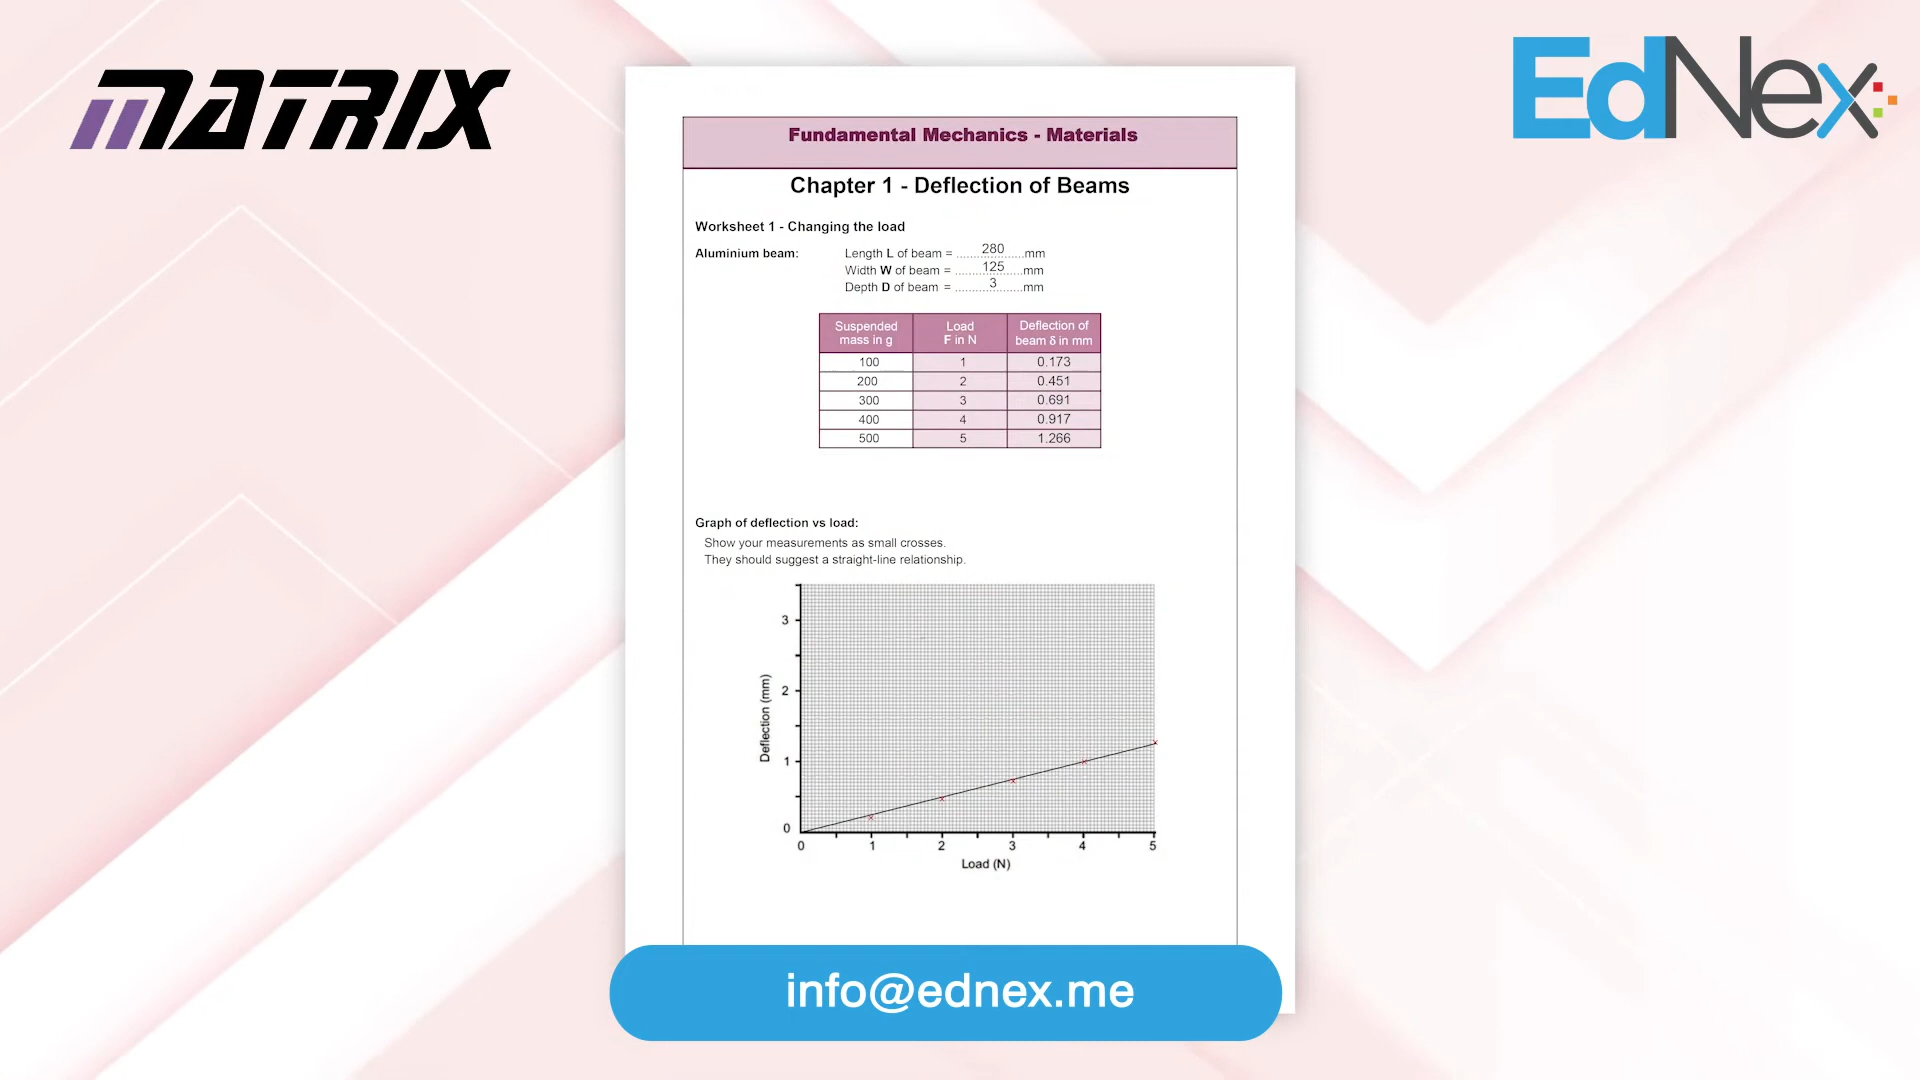 MATRIX
EdNex
Fundamental Mechanics - Materials
Chapter 1 - Deflection of Beams
Worksheet 1 - Changing the load
Aluminium beam: Length L of beam = 280 mm
Width W of beam = 125 mm
Depth D of beam = 3 mm
Suspended mass in g Load F in N Deflection of beam δ in mm
100 1 0.173
200 2 0.451
300 3 0.691
400 4 0.917
500 5 1.266
Graph of deflection vs load:
Show your measurements as small crosses.
They should suggest a straight-line relationship.
3
2
1
0
Deflection (mm)
0 1 2 3 4 5
Load (N)
info@ednex.me